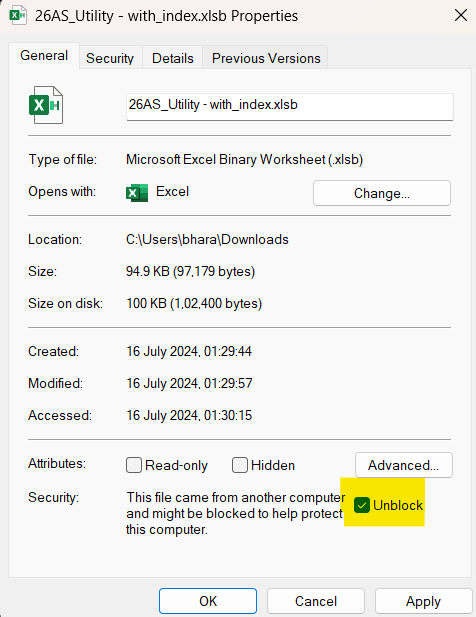 26AS_Utility - with_index.xlsb Properties
General Security Details Previous Versions
26AS_Utility - with_index.xlsb
Type of file: Microsoft Excel Binary Worksheet (.xlsb)
Opens with: Excel Change...
Location: C:\Users\bhara\Downloads
Size: 94.9 KB (97,179 bytes)
Size on disk: 100 KB (1,02,400 bytes)
Created: 16 July 2024, 01:29:44
Modified: 16 July 2024, 01:29:57
Accessed: 16 July 2024, 01:30:15
Attributes: Read-only Hidden Advanced...
Security: This file came from another computer
and might be blocked to help protect Unblock
this computer.
OK Cancel Apply